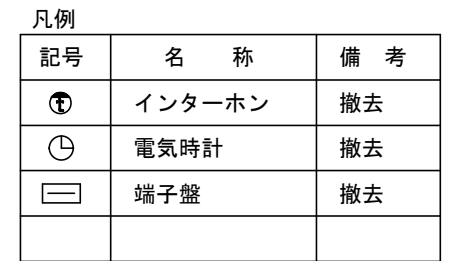 凡例
記号 名 称 備 考
t インターホン 撤去
電気時計 撤去
端子盤 撤去